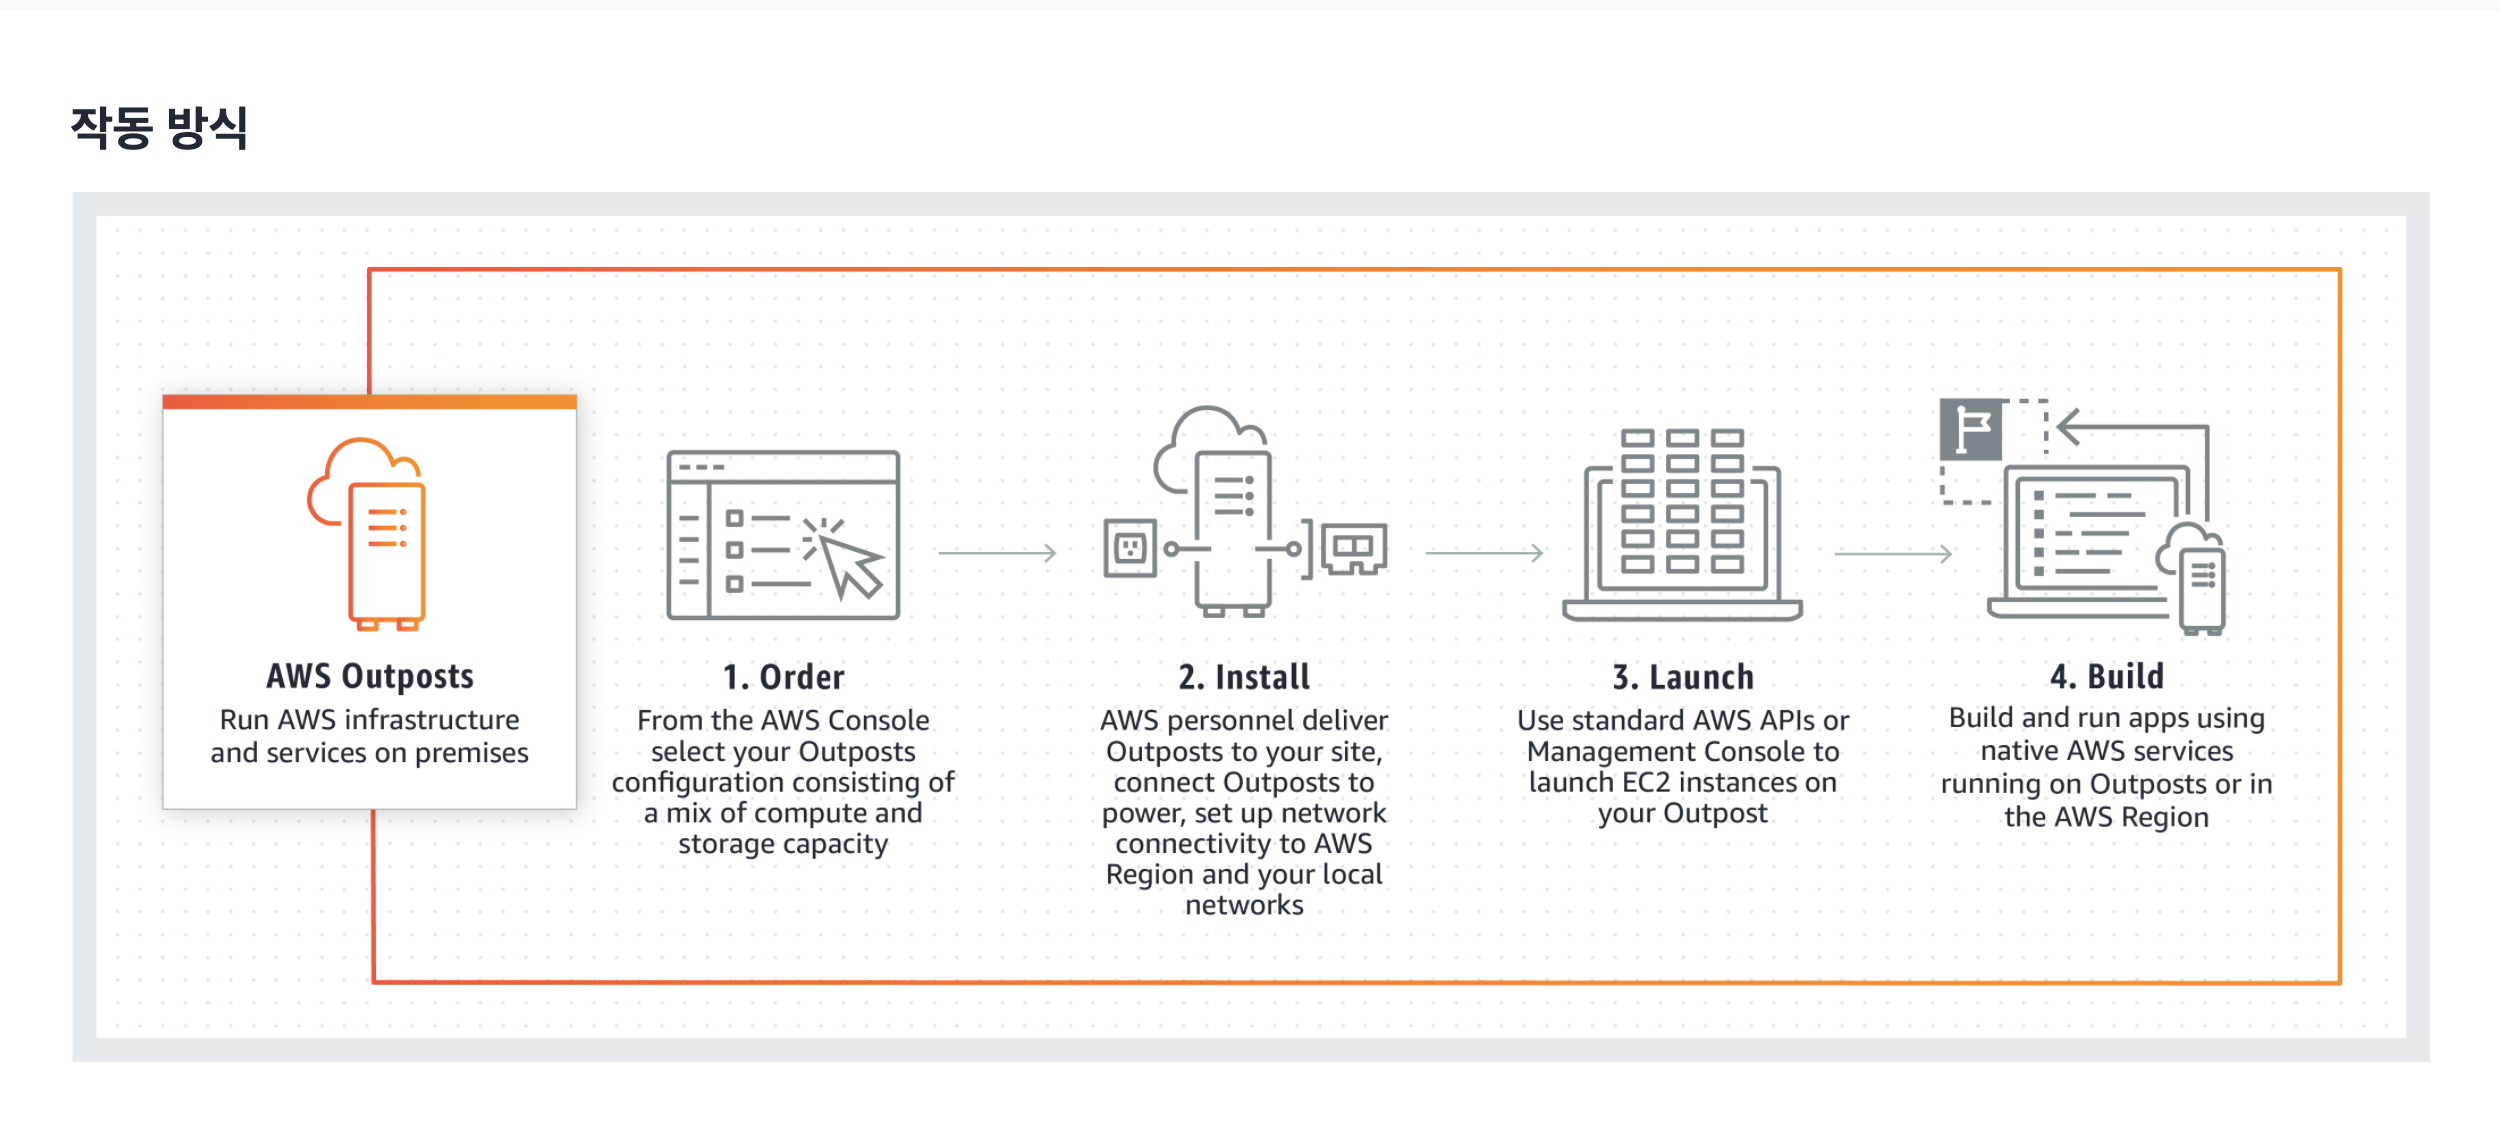 작동 방식
AWS Outposts
Run AWS infrastructure
and services on premises
1. Order
From the AWS Console
select your Outposts
configuration consisting of
a mix of compute and
storage capacity
2. Install
AWS personnel deliver
Outposts to your site,
connect Outposts to
power, set up network
connectivity to AWS
Region and your local
networks
3. Launch
Use standard AWS APIs or
Management Console to
launch EC2 instances on
your Outpost
4. Build
Build and run apps using
native AWS services
running on Outposts or in
the AWS Region